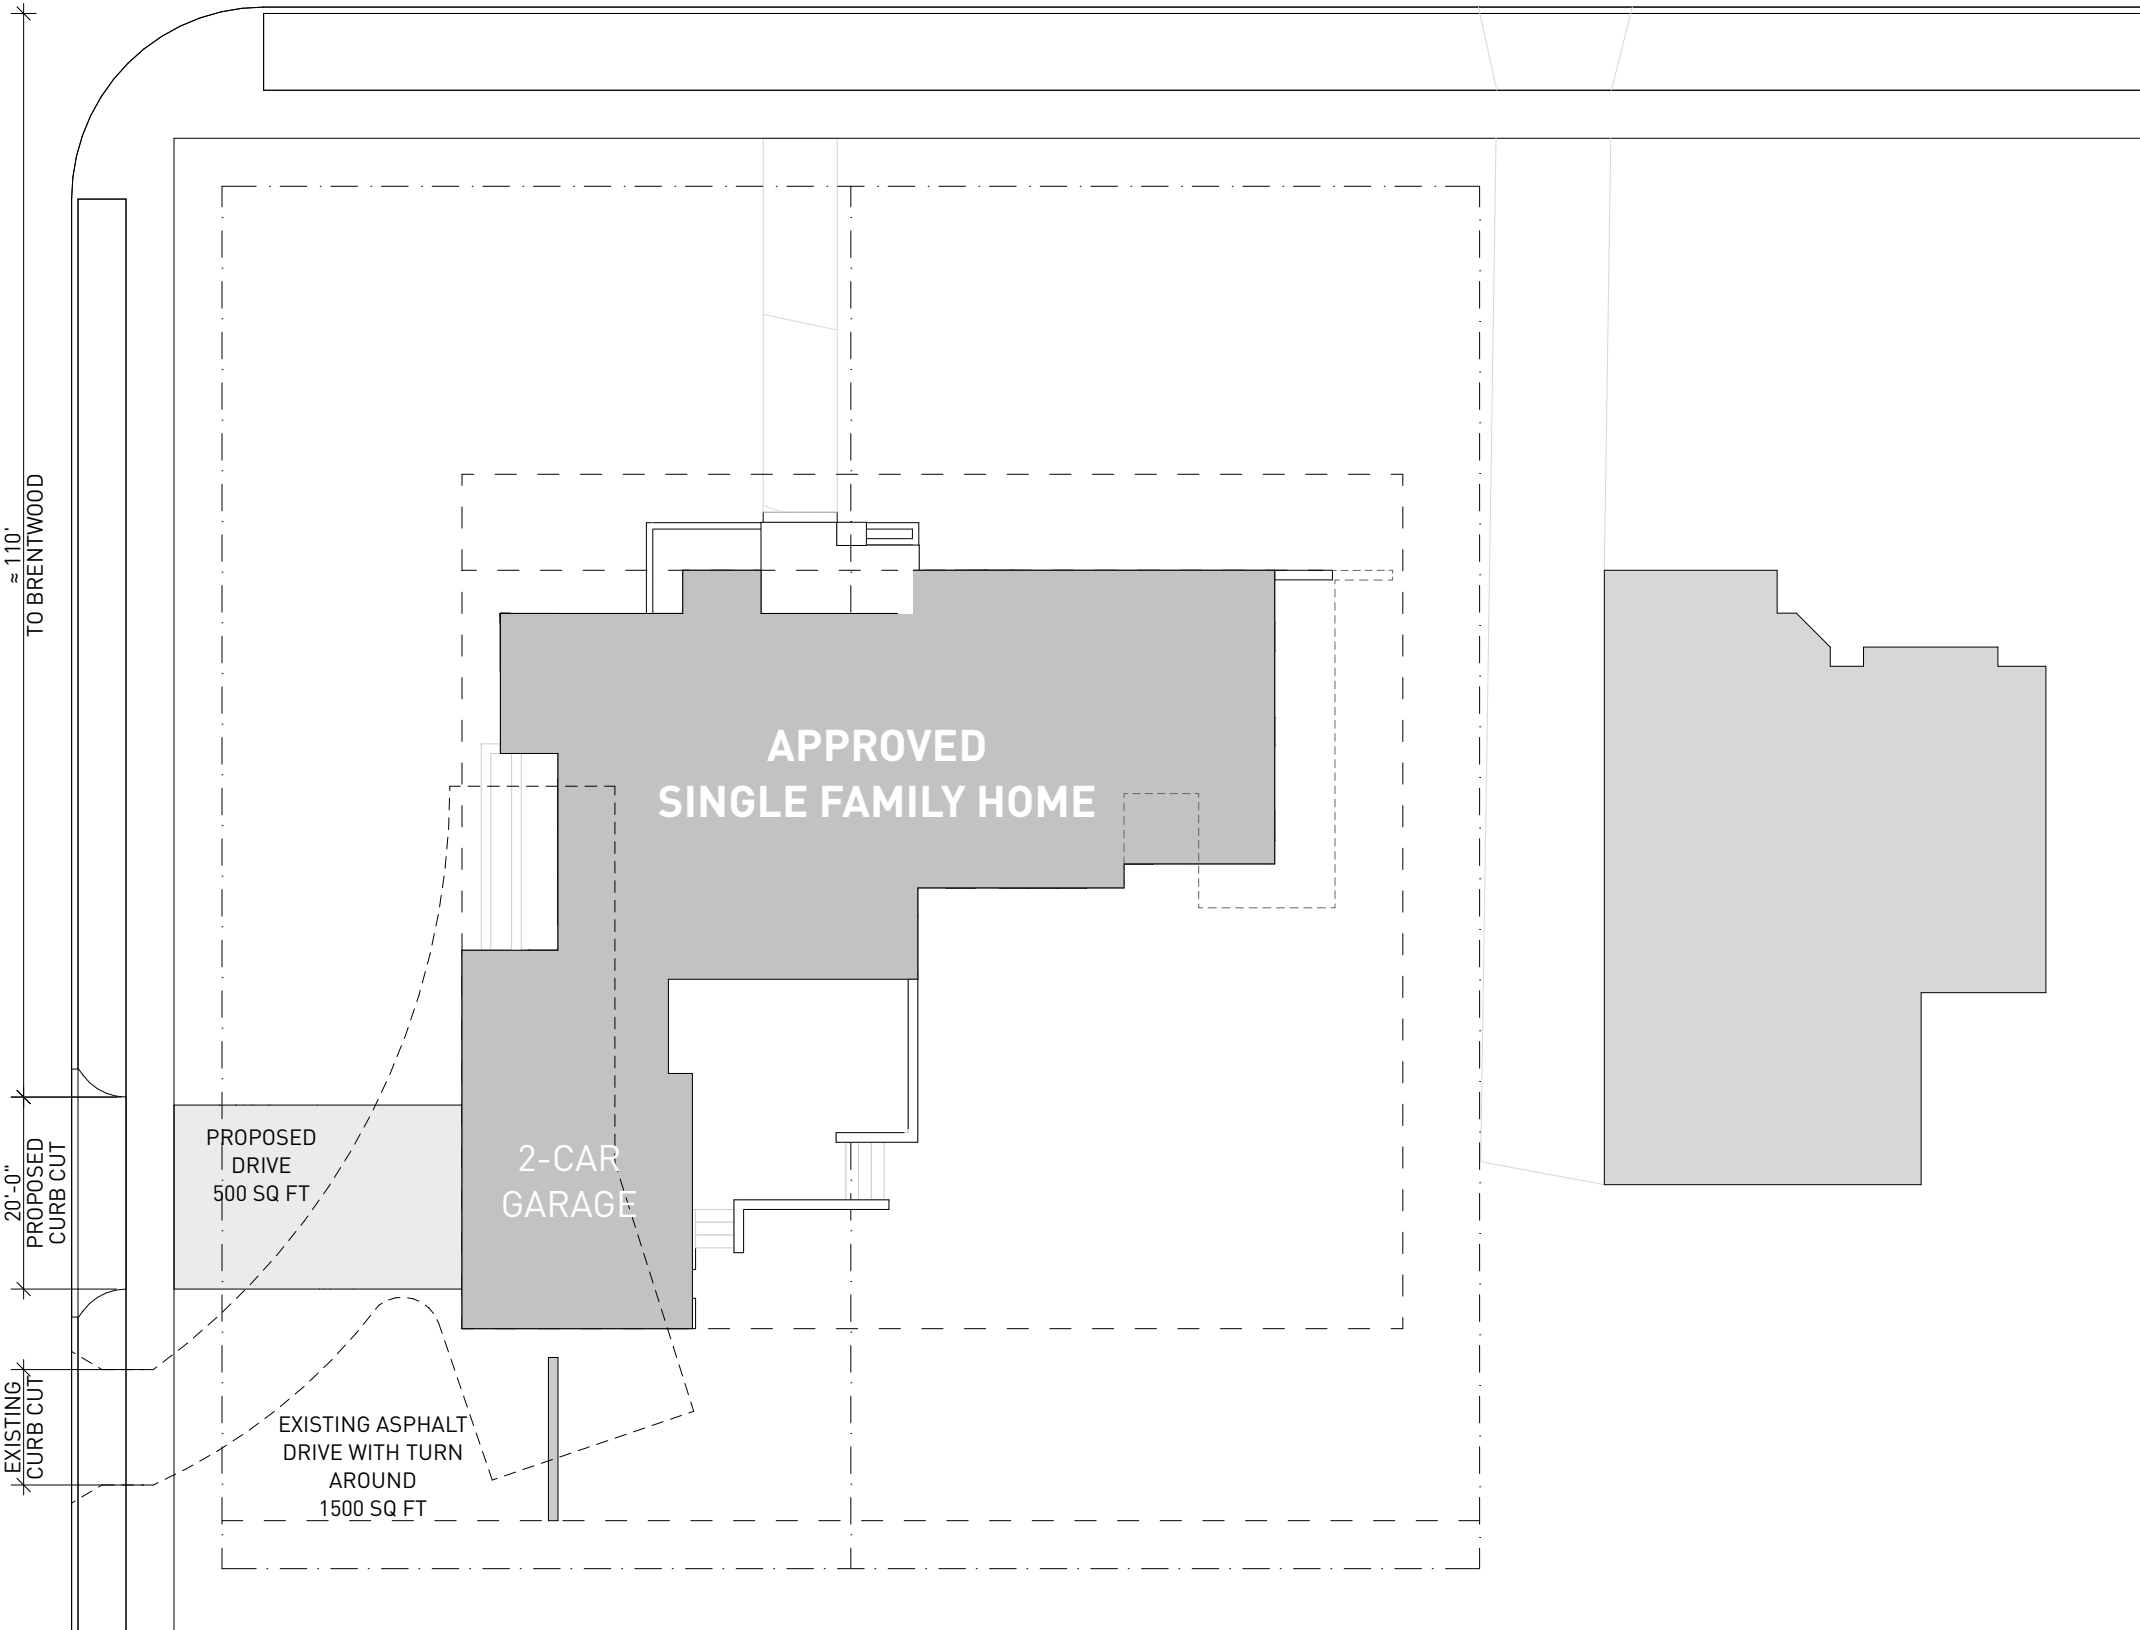 ≈ 110'
TO BRENTWOOD
APPROVED
SINGLE FAMILY HOME
20'-0"
PROPOSED
CURB CUT
PROPOSED
DRIVE
500 SQ FT
2-CAR
GARAGE
EXISTING
CURB CUT
EXISTING ASPHALT
DRIVE WITH TURN
AROUND
1500 SQ FT